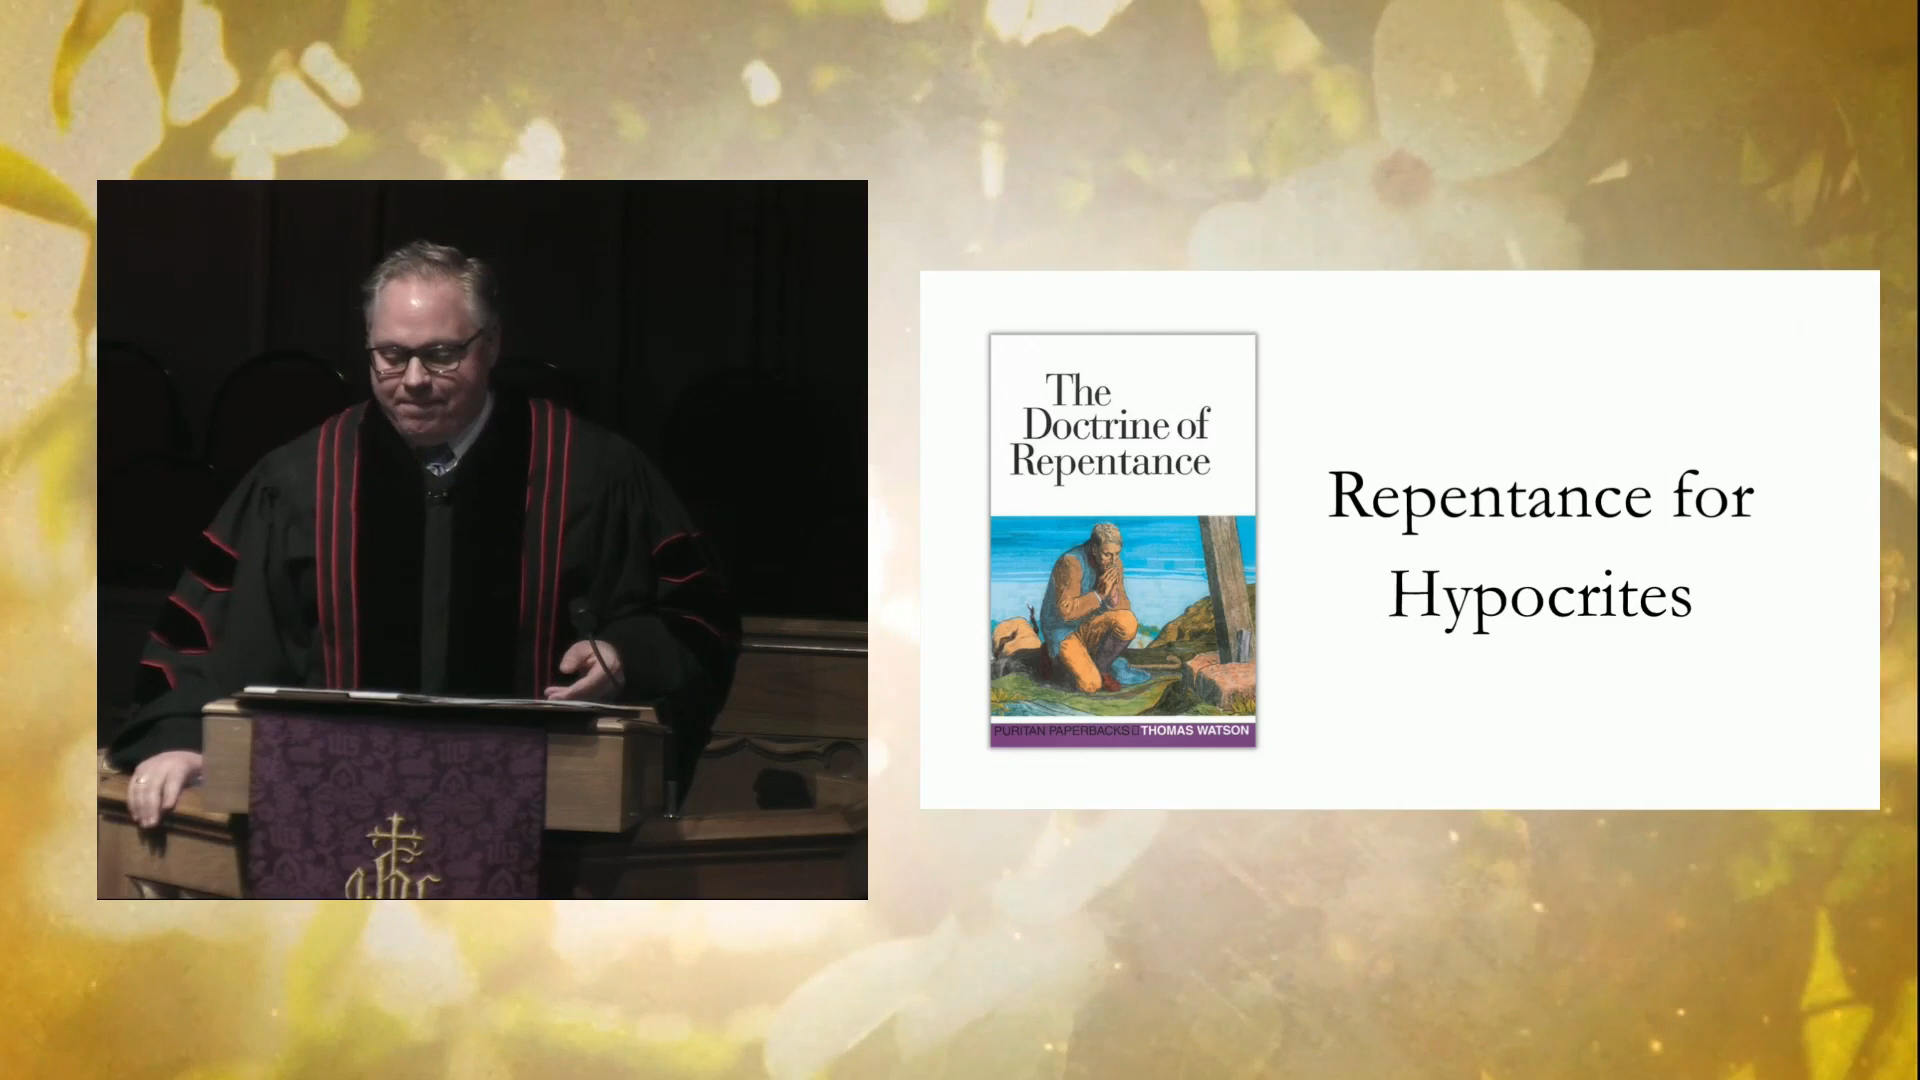 The
Doctrine of
Repentance
PURITAN PAPERBACKS THOMAS WATSON
Repentance for
Hypocrites